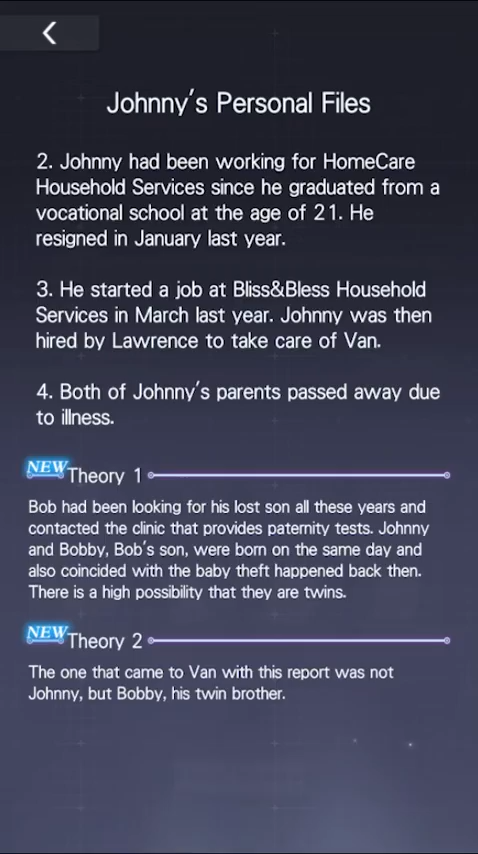 Johnny's Personal Files
2. Johnny had been working for HomeCare
Household Services since he graduated from a
vocational school at the age of 21. He
resigned in January last year.
3. He started a job at Bliss&Bless Household
Services in March last year. Johnny was then
hired by Lawrence to take care of Van.
4. Both of Johnny's parents passed away due
to illness.
NEW Theory 1
Bob had been looking for his lost son all these years and
contacted the clinic that provides paternity tests. Johnny
and Bobby, Bob's son, were born on the same day and
also coincided with the baby theft happened back then.
There is a high possibility that they are twins.
NEW Theory 2
The one that came to Van with this report was not
Johnny, but Bobby, his twin brother.